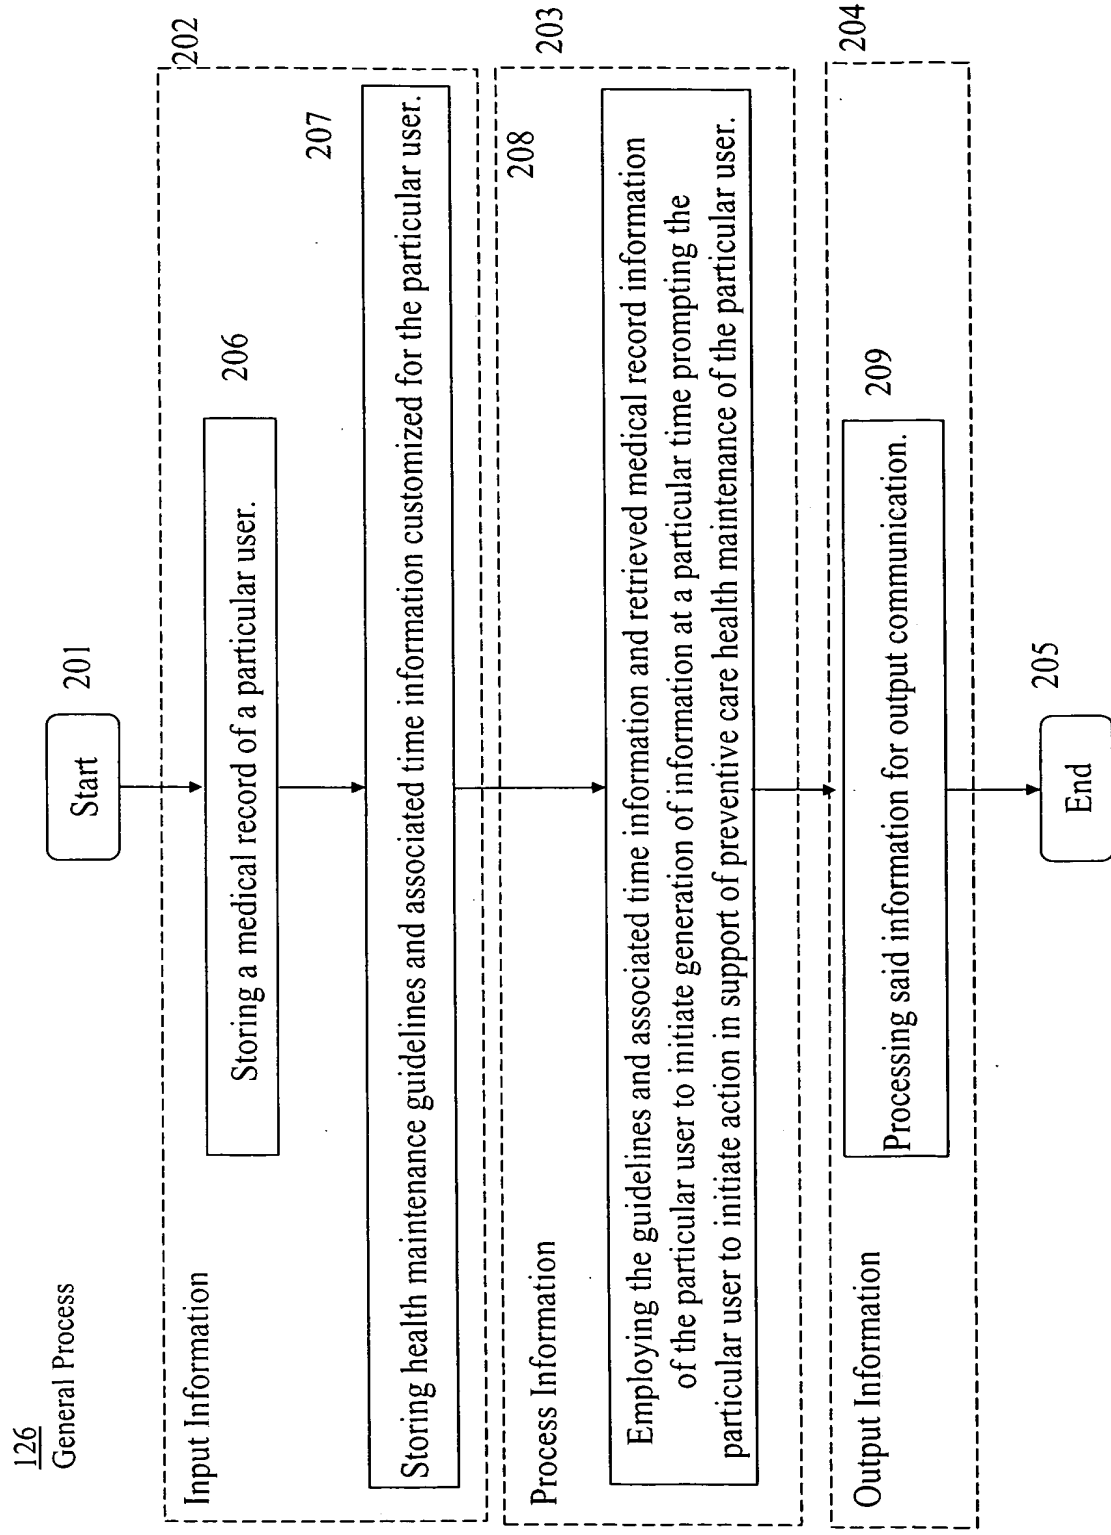 126
General Process
Start
201
202
Input Information
206
Storing a medical record of a particular user.
207
Storing health maintenance guidelines and associated time information customized for the particular user.
203
Process Information
208
Employing the guidelines and associated time information and retrieved medical record information
of the particular user to initiate generation of information at a particular time prompting the
particular user to initiate action in support of preventive care health maintenance of the particular user.
204
Output Information
209
Processing said information for output communication.
205
End